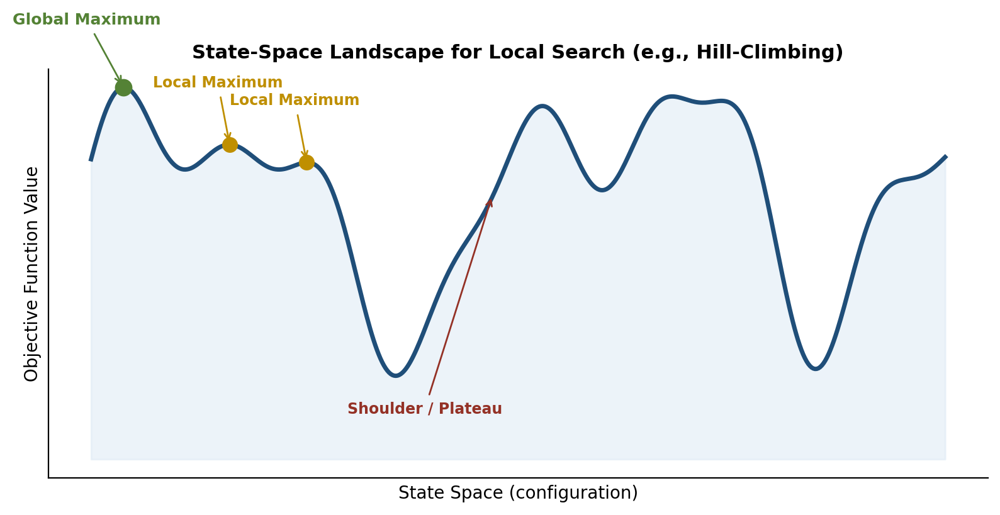 Global Maximum
State-Space Landscape for Local Search (e.g., Hill-Climbing)
Local Maximum
Local Maximum
Objective Function Value
Shoulder / Plateau
State Space (configuration)